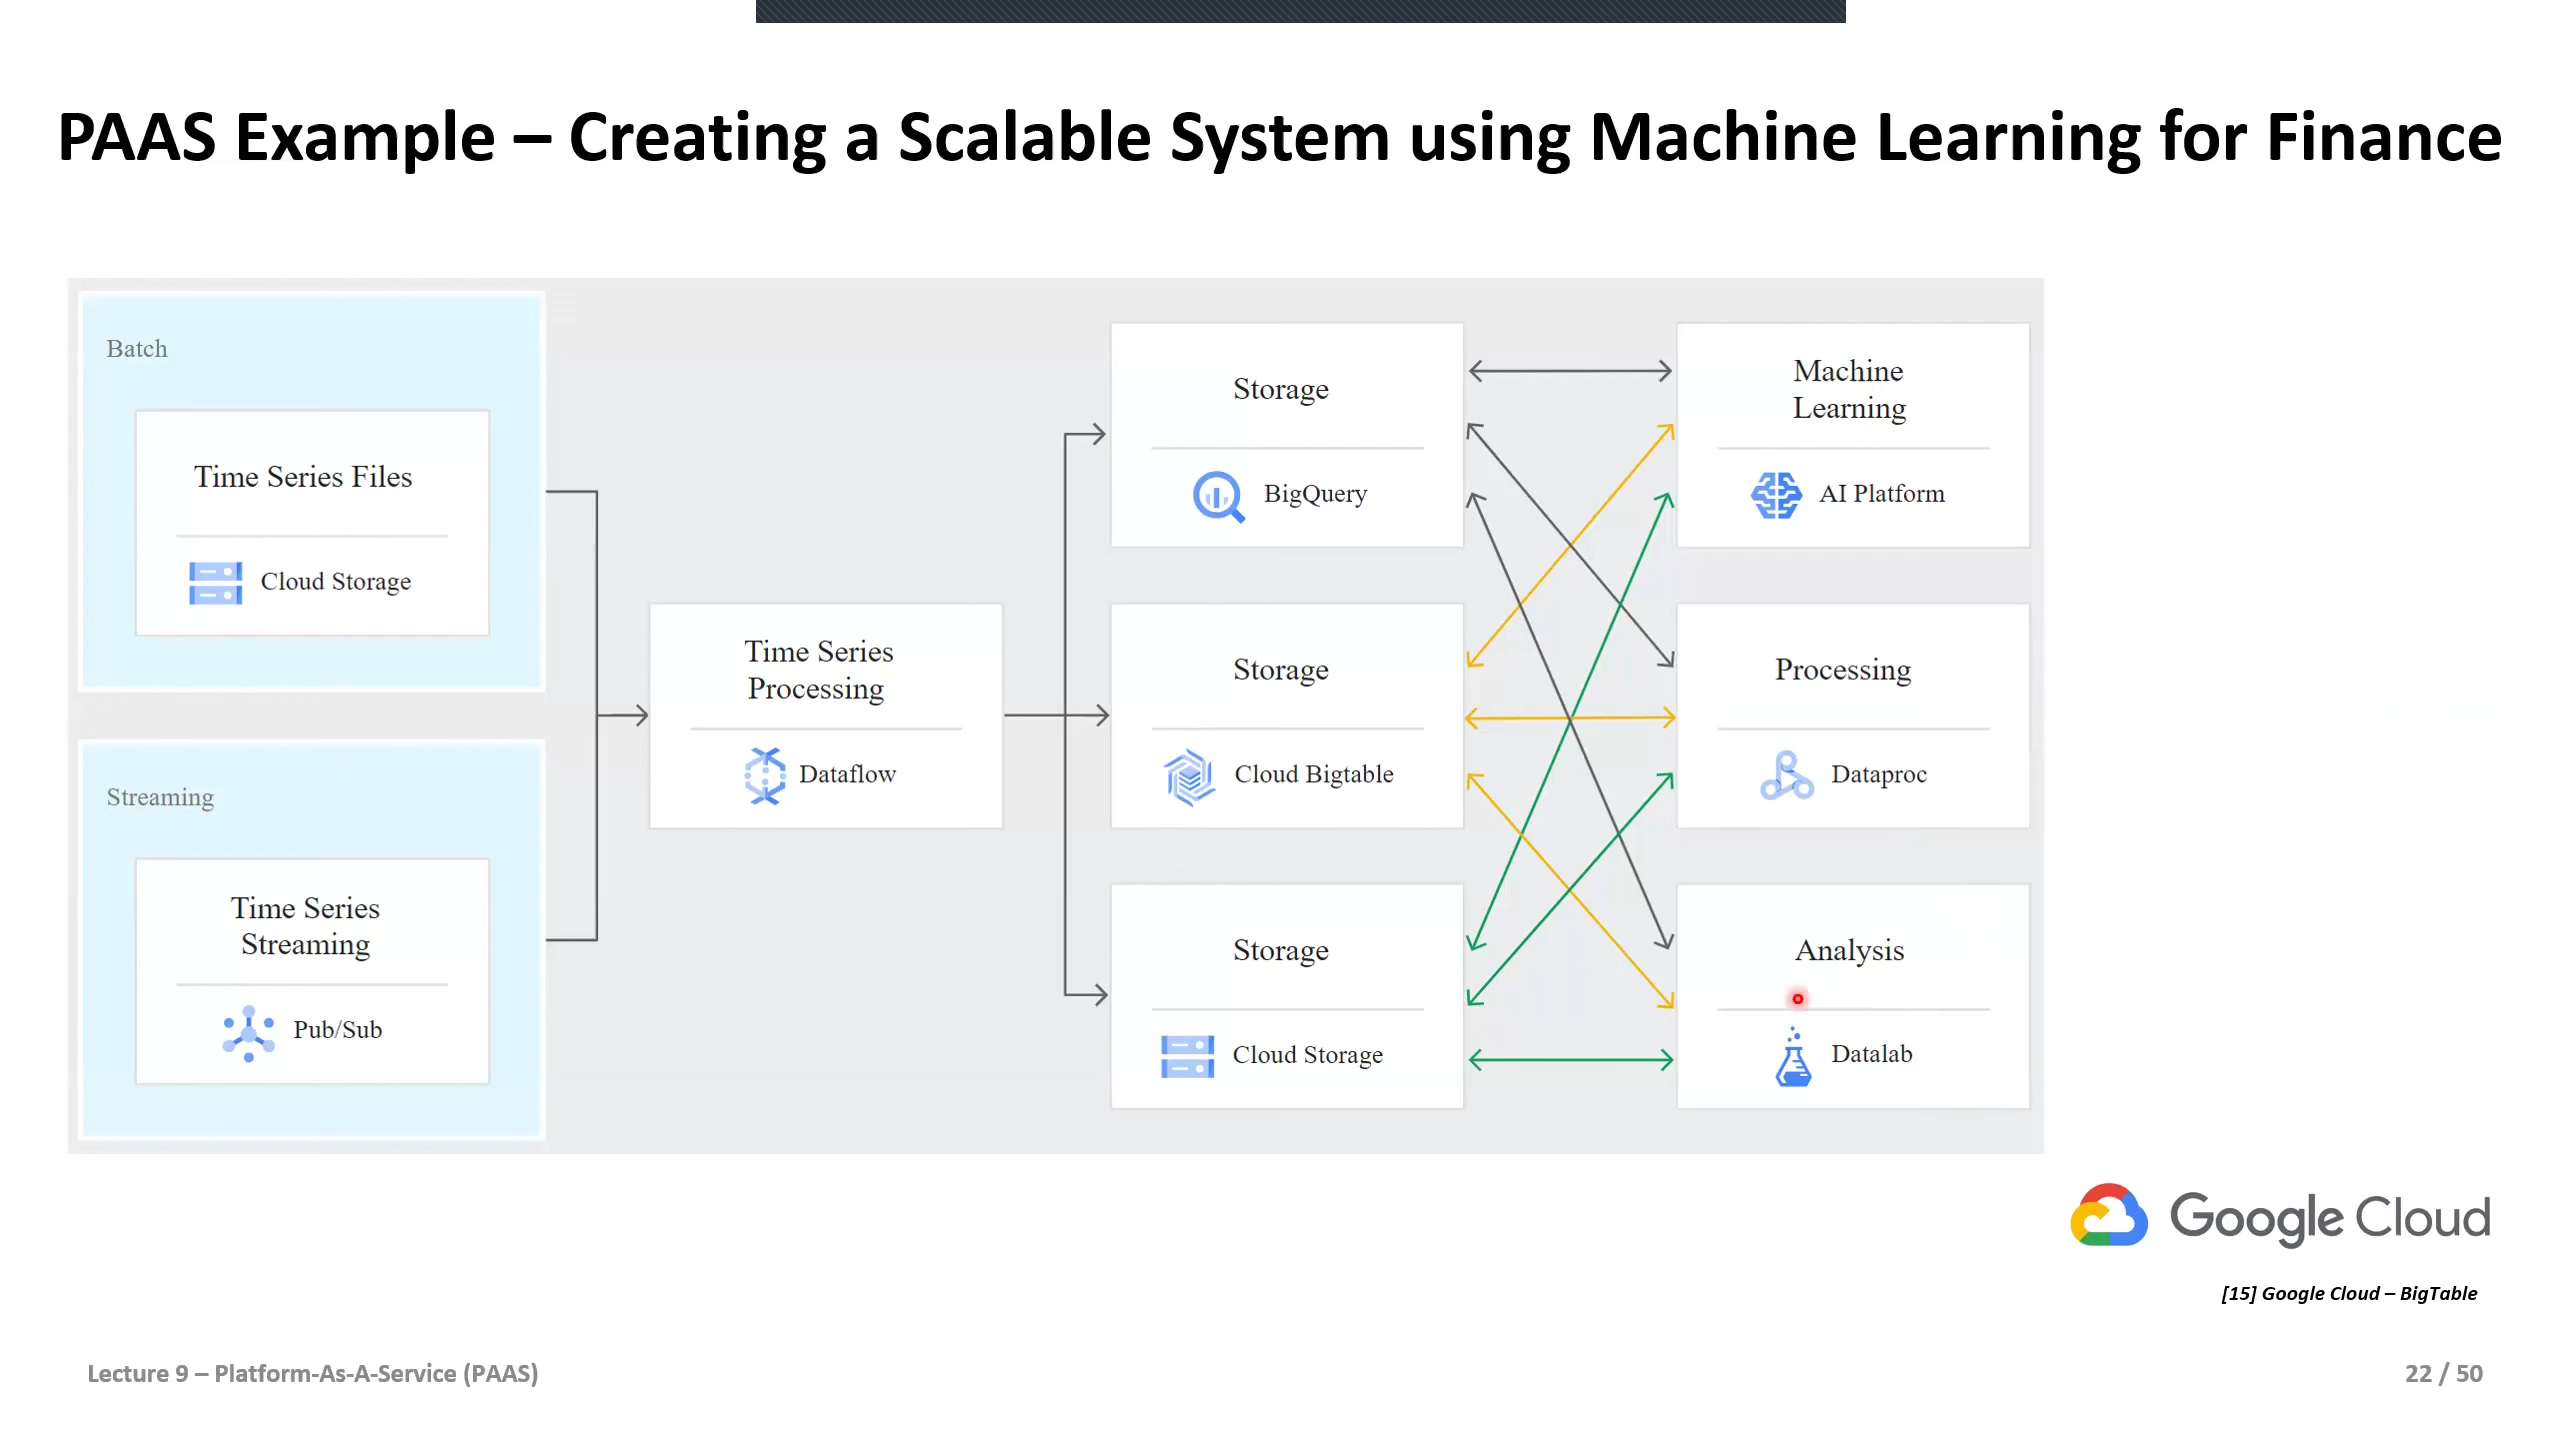 PAAS Example – Creating a Scalable System using Machine Learning for Finance
Batch
Time Series Files
Cloud Storage
Streaming
Time Series
Streaming
Pub/Sub
Time Series
Processing
Dataflow
Storage
BigQuery
Storage
Cloud Bigtable
Storage
Cloud Storage
Machine
Learning
AI Platform
Processing
Dataproc
Analysis
Datalab
Google Cloud
[15] Google Cloud – BigTable
Lecture 9 – Platform-As-A-Service (PAAS)
22 / 50